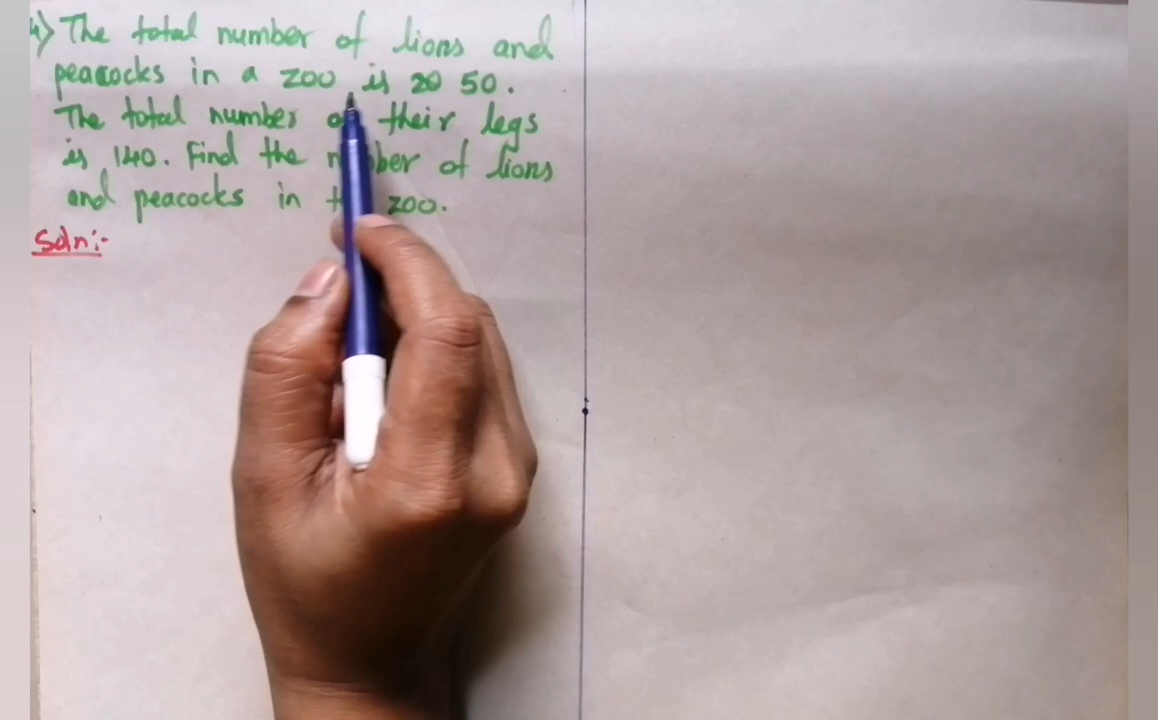 4) The total number of lions and
peacocks in a zoo is 20 50.
The total number their legs
is 140. Find the of lions
and peacocks in zoo.
Soln:-